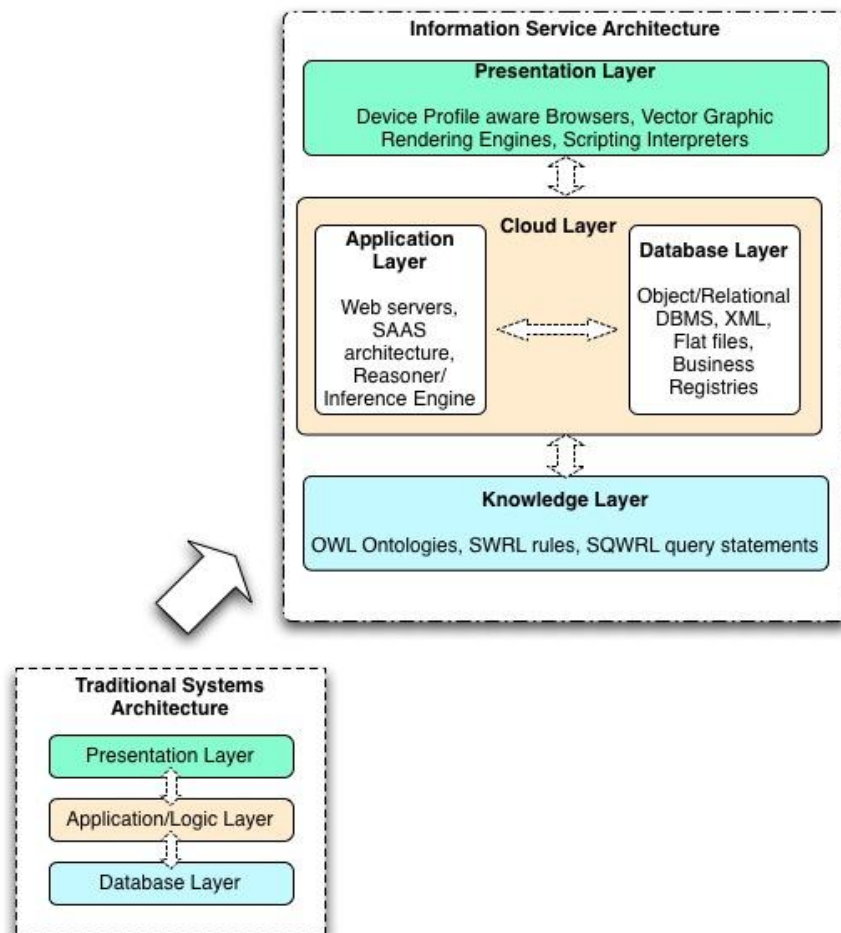 Information Service Architecture
Presentation Layer
Device Profile aware Browsers, Vector Graphic
Rendering Engines, Scripting Interpreters
Cloud Layer
Application
Layer
Web servers,
SAAS
architecture,
Reasoner/
Inference Engine
Database Layer
Object/Relational
DBMS, XML,
Flat files,
Business
Registries
Knowledge Layer
OWL Ontologies, SWRL rules, SQWRL query statements
Traditional Systems
Architecture
Presentation Layer
Application/Logic Layer
Database Layer